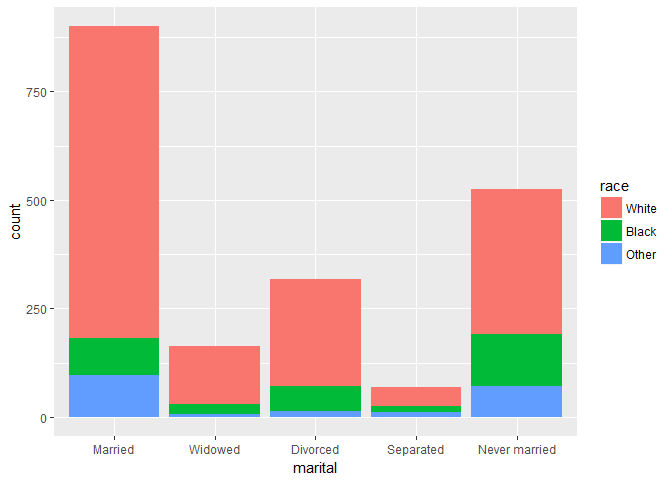 750
500
250
0
count
Married Widowed Divorced Separated Never married
marital
race
White
Black
Other